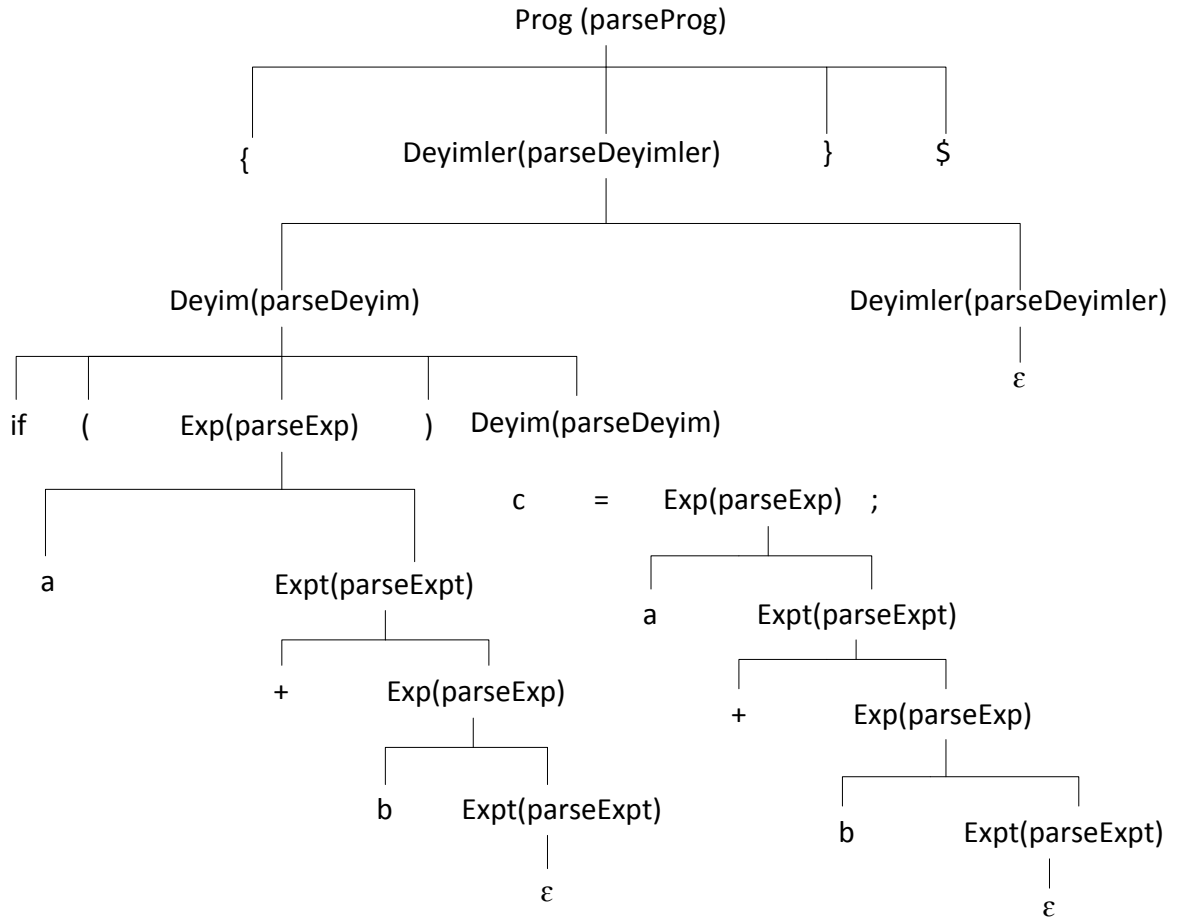 Prog (parseProg)
{ Deyimler(parseDeyimler) } $
Deyim(parseDeyim) Deyimler(parseDeyimler)
ε
if ( Exp(parseExp) ) Deyim(parseDeyim)
c = Exp(parseExp) ;
a Expt(parseExpt) a Expt(parseExpt)
+ Exp(parseExp) + Exp(parseExp)
b Expt(parseExpt) b Expt(parseExpt)
ε ε